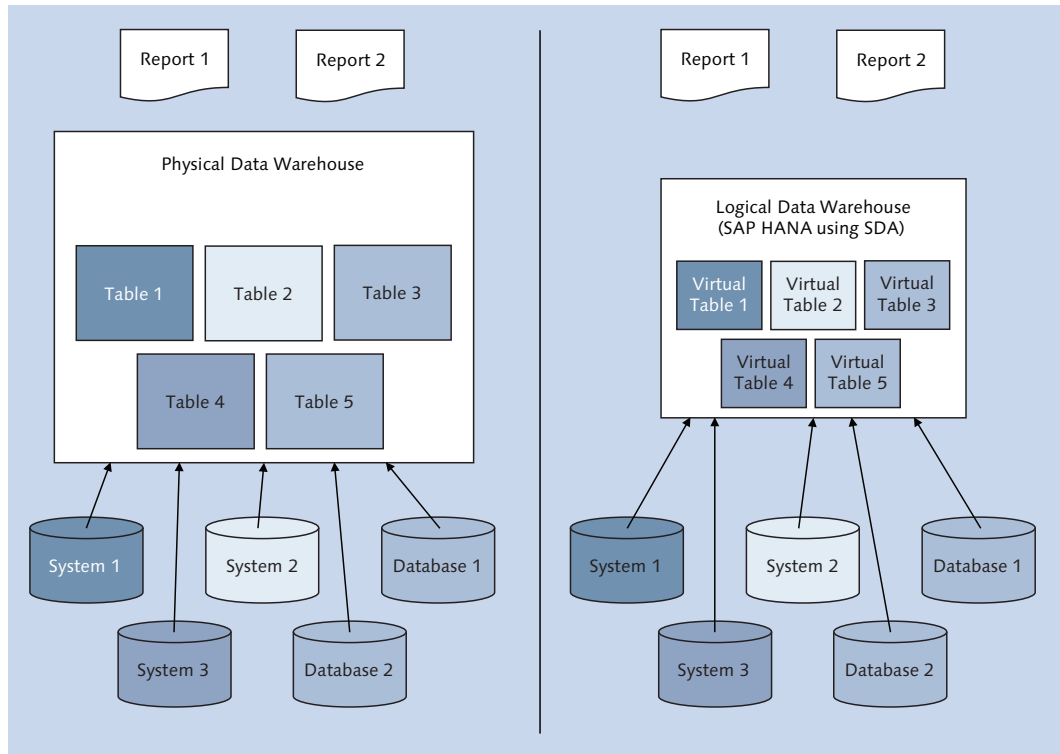 Report 1
Report 2
Physical Data Warehouse
Table 1
Table 2
Table 3
Table 4
Table 5
System 1
System 2
Database 1
System 3
Database 2
Report 1
Report 2
Logical Data Warehouse
(SAP HANA using SDA)
Virtual
Table 1
Virtual
Table 2
Virtual
Table 3
Virtual
Table 4
Virtual
Table 5
System 1
System 2
Database 1
System 3
Database 2